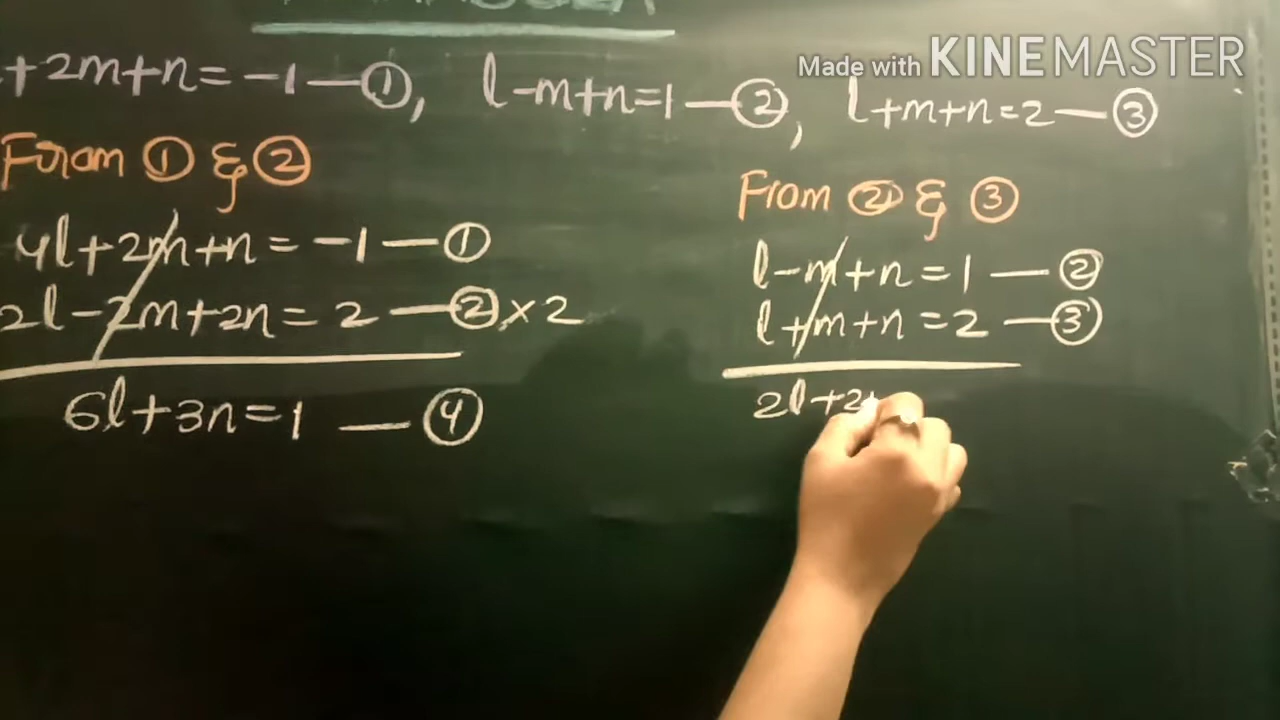 Made with KINEMASTER
+2m+n=-1—①, l-m+n=1—②, l+m+n=2—③
Foram ① & ②
4l+2m+n=-1—①
2l-2m+2n=2—②×2
6l+3n=1—④
From ② & ③
l-m+n=1—②
l+m+n=2—③
2l+2